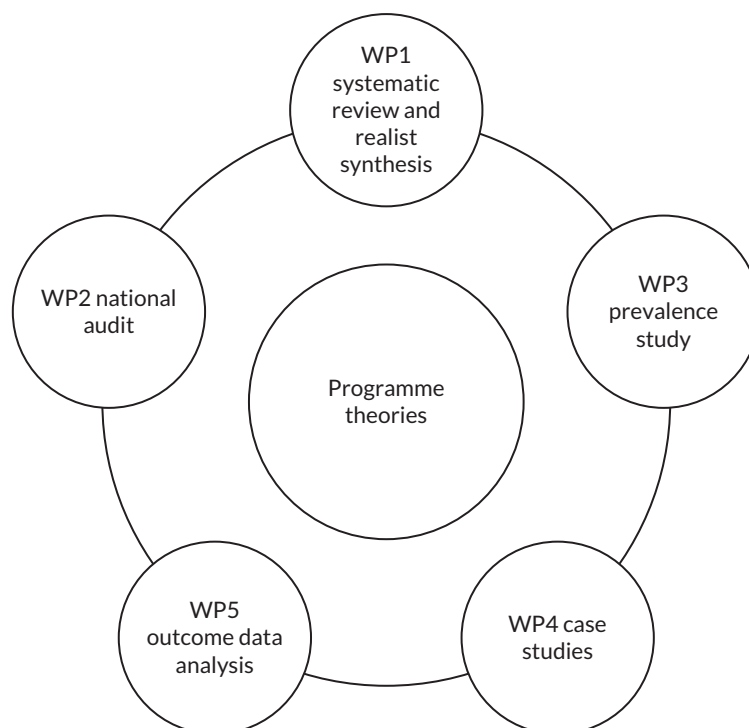 WP1
systematic
review and
realist
synthesis
WP2 national
audit
WP3
prevalence
study
Programme
theories
WP5
outcome data
analysis
WP4 case
studies